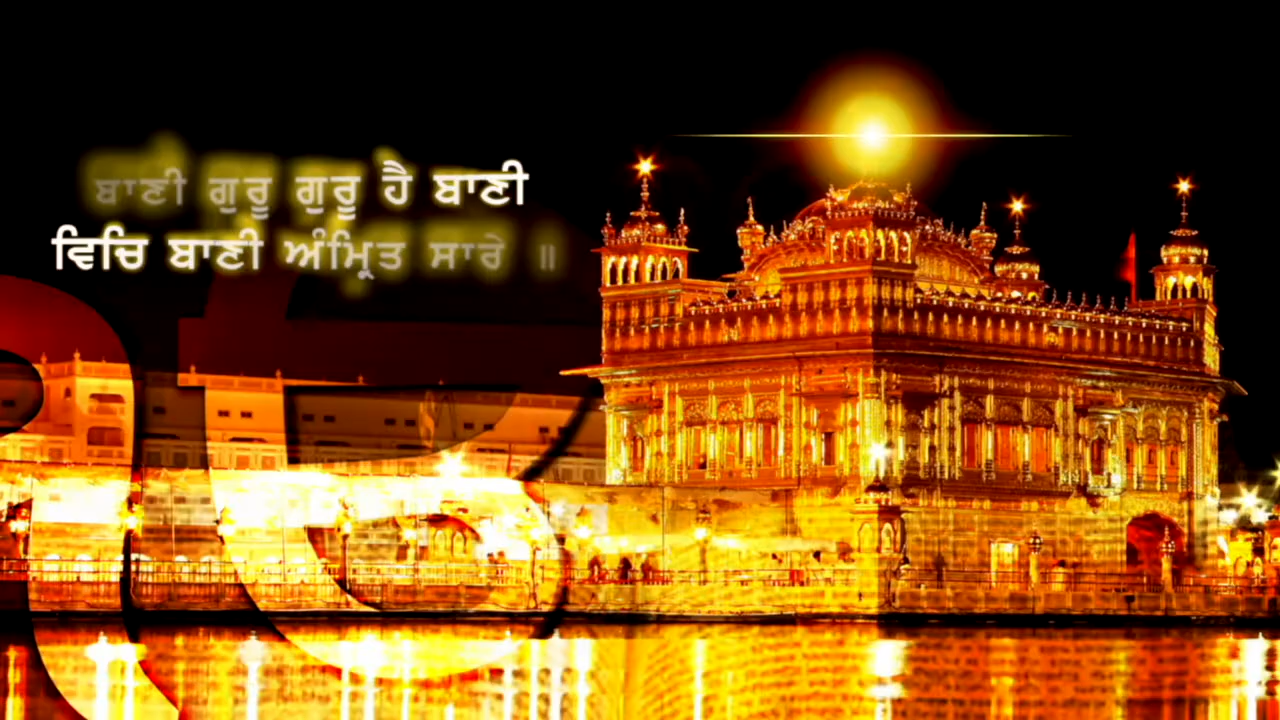 ਬਾਣੀ ਗੁਰੂ ਗੁਰੂ ਹੈ ਬਾਣੀ
ਵਿਚਿ ਬਾਣੀ ਅੰਮ੍ਰਿਤ ਸਾਰੇ ॥